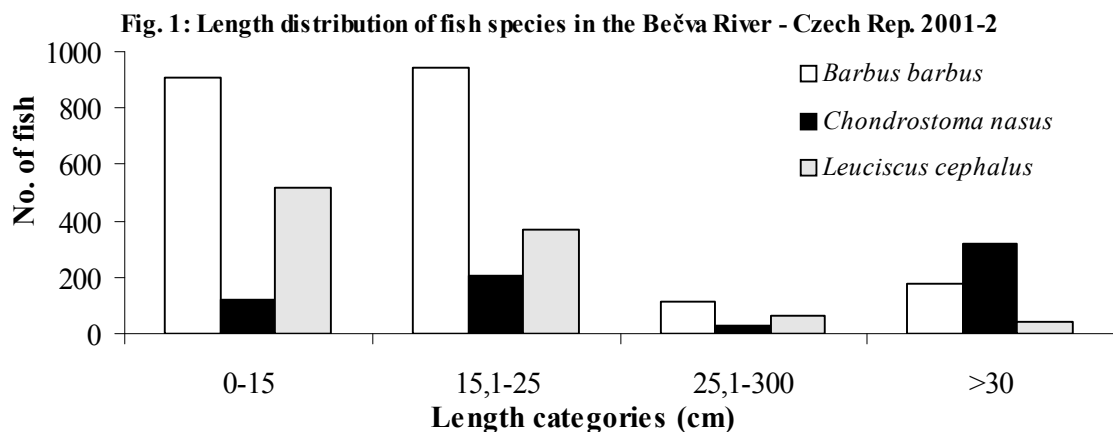 Fig. 1: Length distribution of fish species in the Bečva River - Czech Rep. 2001-2
1000
800
600
400
200
0
No. of fish
Barbus barbus
Chondrostoma nasus
Leuciscus cephalus
0-15 15,1-25 25,1-300 >30
Length categories (cm)